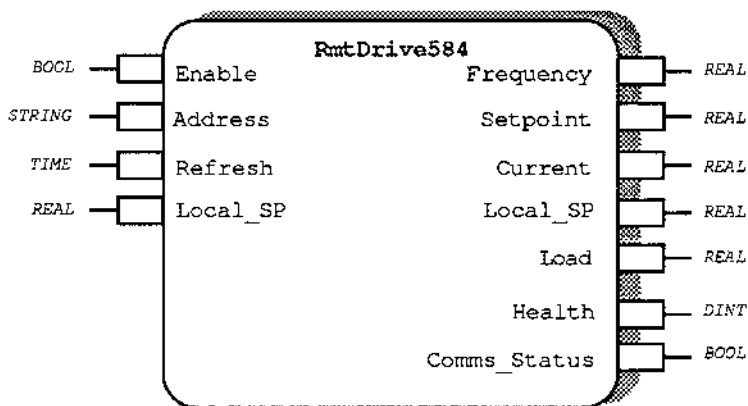 RmtDrive584
BOOL Enable Frequency REAL
STRING Address Setpoint REAL
TIME Refresh Current REAL
REAL Local_SP Local_SP REAL
Load REAL
Health DINT
Comms_Status BOOL